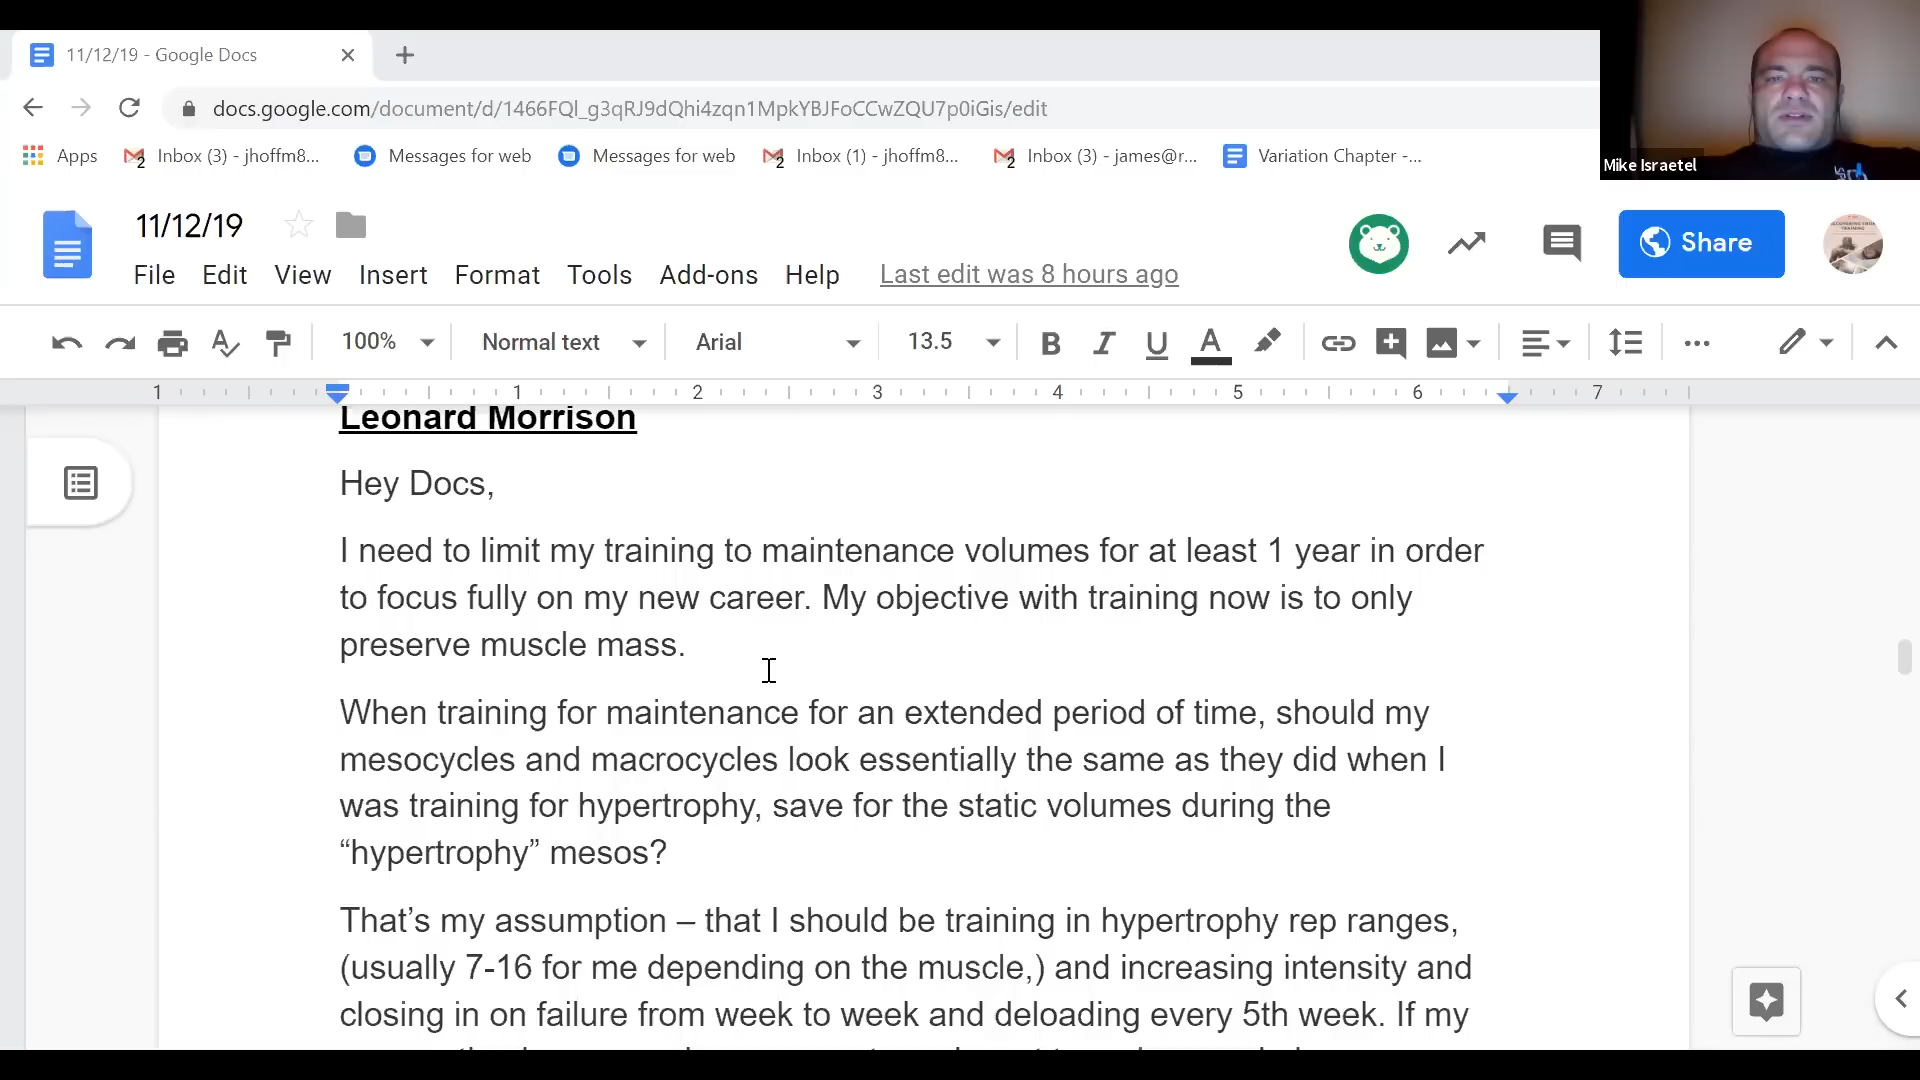 11/12/19 - Google Docs
docs.google.com/document/d/1466FQl_g3qRJ9dQhi4zqn1MpkYBJFoCCwZQU7p0iGis/edit
Apps Inbox (3) - jhoffm8... Messages for web Messages for web Inbox (1) - jhoffm8... Inbox (3) - james@r... Variation Chapter -...
Mike Israetel
11/12/19
File Edit View Insert Format Tools Add-ons Help Last edit was 8 hours ago
Share
100% Normal text Arial 13.5
1 1 2 3 4 5 6 7
Leonard Morrison
Hey Docs,
I need to limit my training to maintenance volumes for at least 1 year in order
to focus fully on my new career. My objective with training now is to only
preserve muscle mass.
When training for maintenance for an extended period of time, should my
mesocycles and macrocycles look essentially the same as they did when I
was training for hypertrophy, save for the static volumes during the
“hypertrophy” mesos?
That’s my assumption – that I should be training in hypertrophy rep ranges,
(usually 7-16 for me depending on the muscle,) and increasing intensity and
closing in on failure from week to week and deloading every 5th week. If my